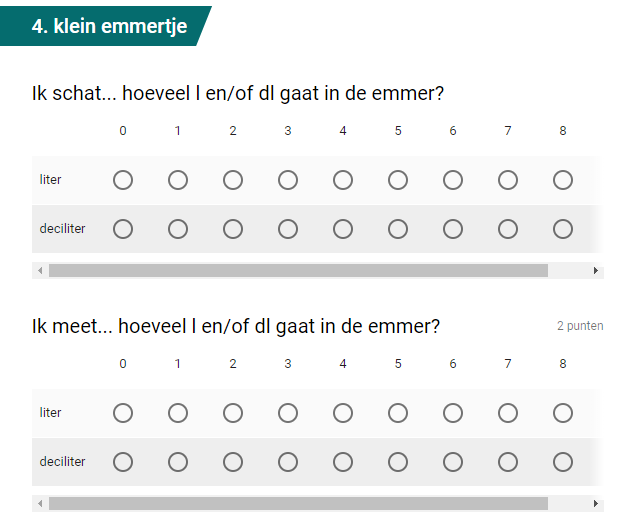 4. klein emmertje
Ik schat... hoeveel l en/of dl gaat in de emmer?
0 1 2 3 4 5 6 7 8
liter
deciliter
Ik meet... hoeveel l en/of dl gaat in de emmer? 2 punten
0 1 2 3 4 5 6 7 8
liter
deciliter